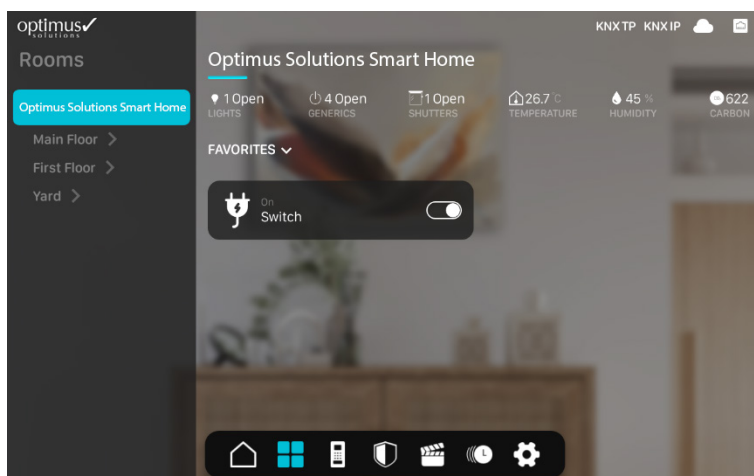 optimus
solutions
KNX TP KNX IP
Rooms
Optimus Solutions Smart Home
Main Floor
First Floor
Yard
Optimus Solutions Smart Home
1 Open
LIGHTS
4 Open
GENERICS
1 Open
SHUTTERS
26.7 °C
TEMPERATURE
45 %
HUMIDITY
622
CARBON
FAVORITES
On
Switch